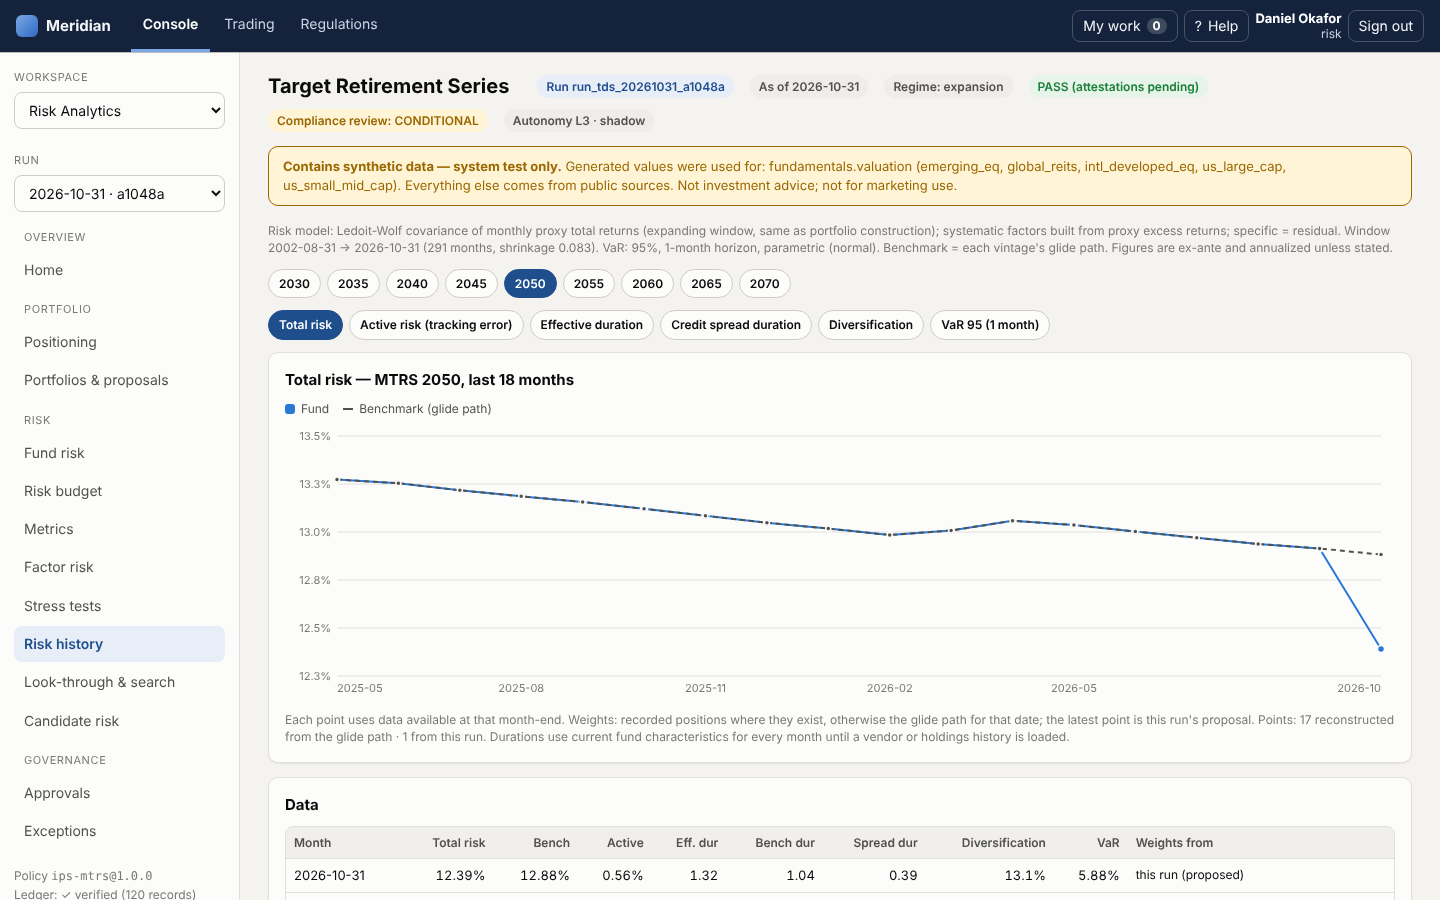 Meridian
Console
Trading
Regulations
My work 0
? Help
Daniel Okafor
risk
Sign out
WORKSPACE
Risk Analytics
RUN
2026-10-31 · a1048a
OVERVIEW
Home
PORTFOLIO
Positioning
Portfolios & proposals
RISK
Fund risk
Risk budget
Metrics
Factor risk
Stress tests
Risk history
Look-through & search
Candidate risk
GOVERNANCE
Approvals
Exceptions
Policy ips-mtrs@1.0.0
Ledger: ✓ verified (120 records)
Target Retirement Series
Run run_tds_20261031_a1048a
As of 2026-10-31
Regime: expansion
PASS (attestations pending)
Compliance review: CONDITIONAL
Autonomy L3 · shadow
Contains synthetic data — system test only. Generated values were used for: fundamentals.valuation (emerging_eq, global_reits, intl_developed_eq, us_large_cap,
us_small_mid_cap). Everything else comes from public sources. Not investment advice; not for marketing use.
Risk model: Ledoit-Wolf covariance of monthly proxy total returns (expanding window, same as portfolio construction); systematic factors built from proxy excess returns; specific = residual. Window
2002-08-31 → 2026-10-31 (291 months, shrinkage 0.083). VaR: 95%, 1-month horizon, parametric (normal). Benchmark = each vintage's glide path. Figures are ex-ante and annualized unless stated.
2030 2035 2040 2045 2050 2055 2060 2065 2070
Total risk
Active risk (tracking error)
Effective duration
Credit spread duration
Diversification
VaR 95 (1 month)
Total risk — MTRS 2050, last 18 months
Fund
Benchmark (glide path)
13.5%
13.3%
13.0%
12.8%
12.5%
12.3%
2025-05 2025-08 2025-11 2026-02 2026-05 2026-10
Each point uses data available at that month-end. Weights: recorded positions where they exist, otherwise the glide path for that date; the latest point is this run's proposal. Points: 17 reconstructed
from the glide path · 1 from this run. Durations use current fund characteristics for every month until a vendor or holdings history is loaded.
Data
Month Total risk Bench Active Eff. dur Bench dur Spread dur Diversification VaR Weights from
2026-10-31 12.39% 12.88% 0.56% 1.32 1.04 0.39 13.1% 5.88% this run (proposed)